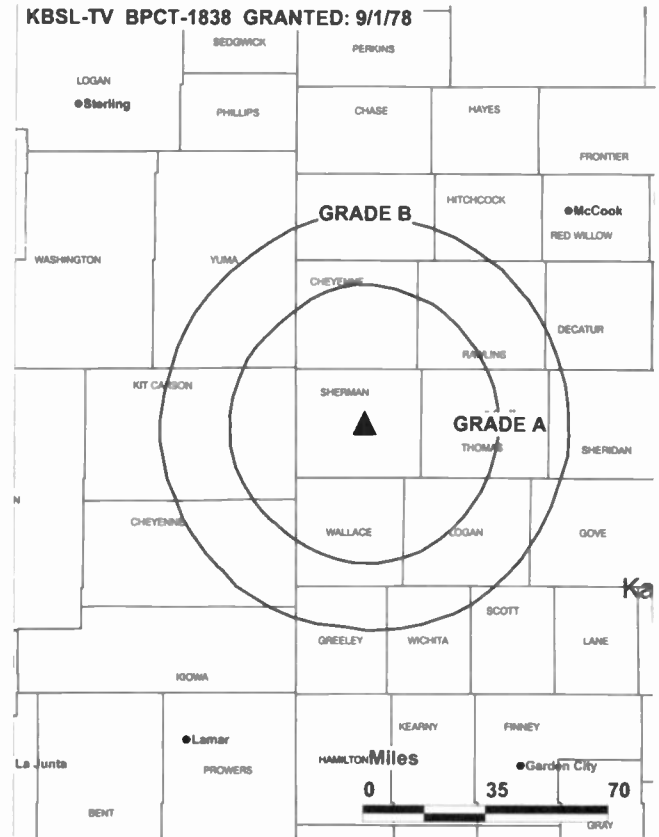 KBSL-TV BPCT-1838 GRANTED: 9/1/78
SEDGWICK
PERKINS
LOGAN
Sterling
PHILLIPS
CHASE
HAYES
FRONTIER
HITCHCOCK
GRADE B
McCook
RED WILLOW
WASHINGTON
YUMA
CHEYENNE
DECATUR
RAWLINS
KIT CARSON
SHERMAN
GRADE A
THOMAS
SHERIDAN
N
CHEYENNE
WALLACE
LOGAN
GOVE
Ka
SCOTT
GREELEY
WICHITA
LANE
KIOWA
KEARNY
FINNEY
Lamar
La Junta
PROWERS
HAMILTON
Miles
Garden City
0 35 70
BENT
GRAY